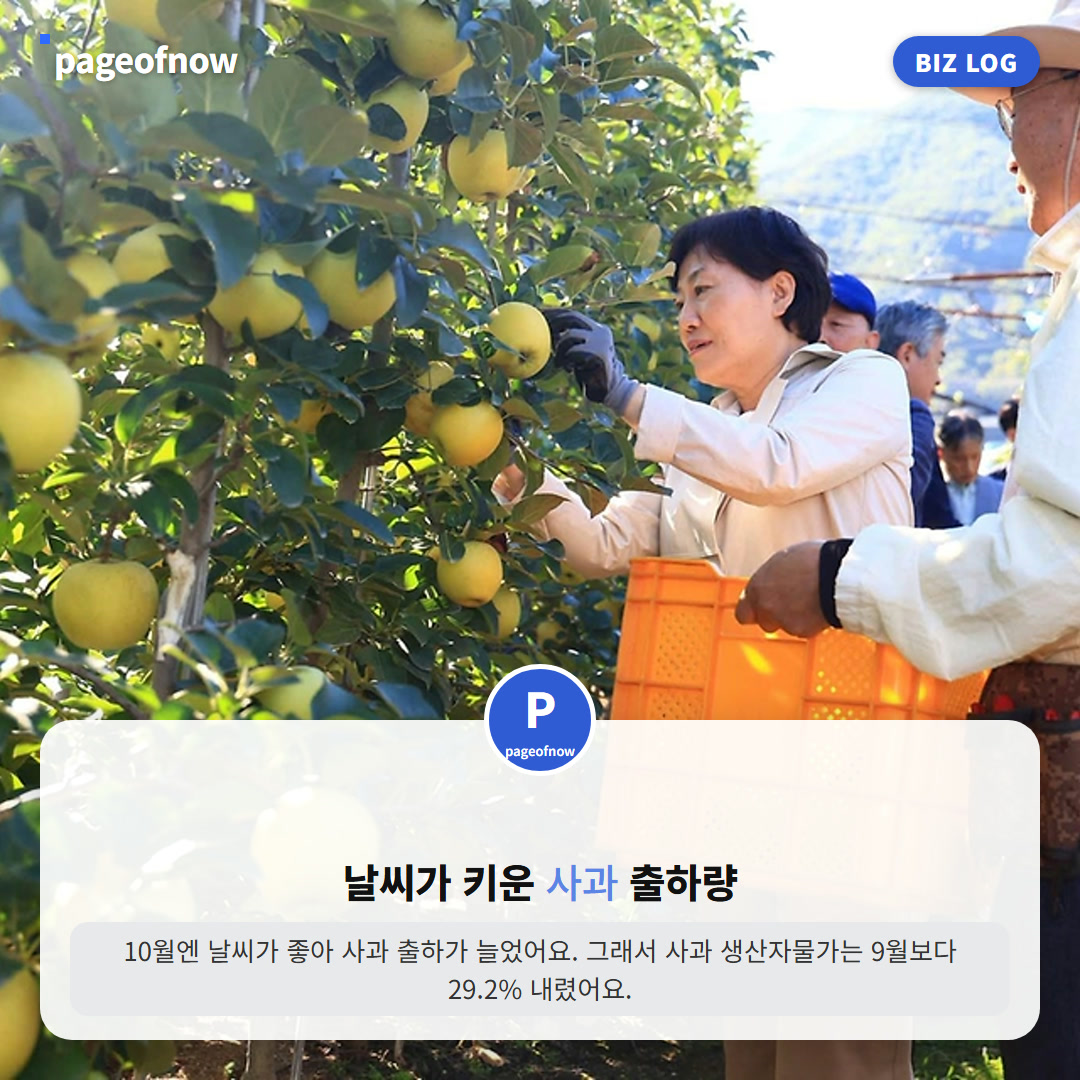 pageofnow
BIZ LOG
P
pageofnow
날씨가 키운 사과 출하량
10월엔 날씨가 좋아 사과 출하가 늘었어요. 그래서 사과 생산자물가는 9월보다
29.2% 내렸어요.